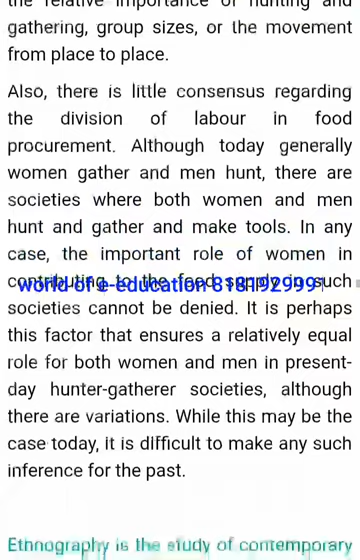 the relative importance of hunting and
gathering, group sizes, or the movement
from place to place.
Also, there is little consensus regarding
the division of labour in food
procurement. Although today generally
women gather and men hunt, there are
societies where both women and men
hunt and gather and make tools. In any
case, the important role of women in
contributing to the food supply in such
world of e-education 8181929991
societies cannot be denied. It is perhaps
this factor that ensures a relatively equal
role for both women and men in present-
day hunter-gatherer societies, although
there are variations. While this may be the
case today, it is difficult to make any such
inference for the past.
Ethnography is the study of contemporary